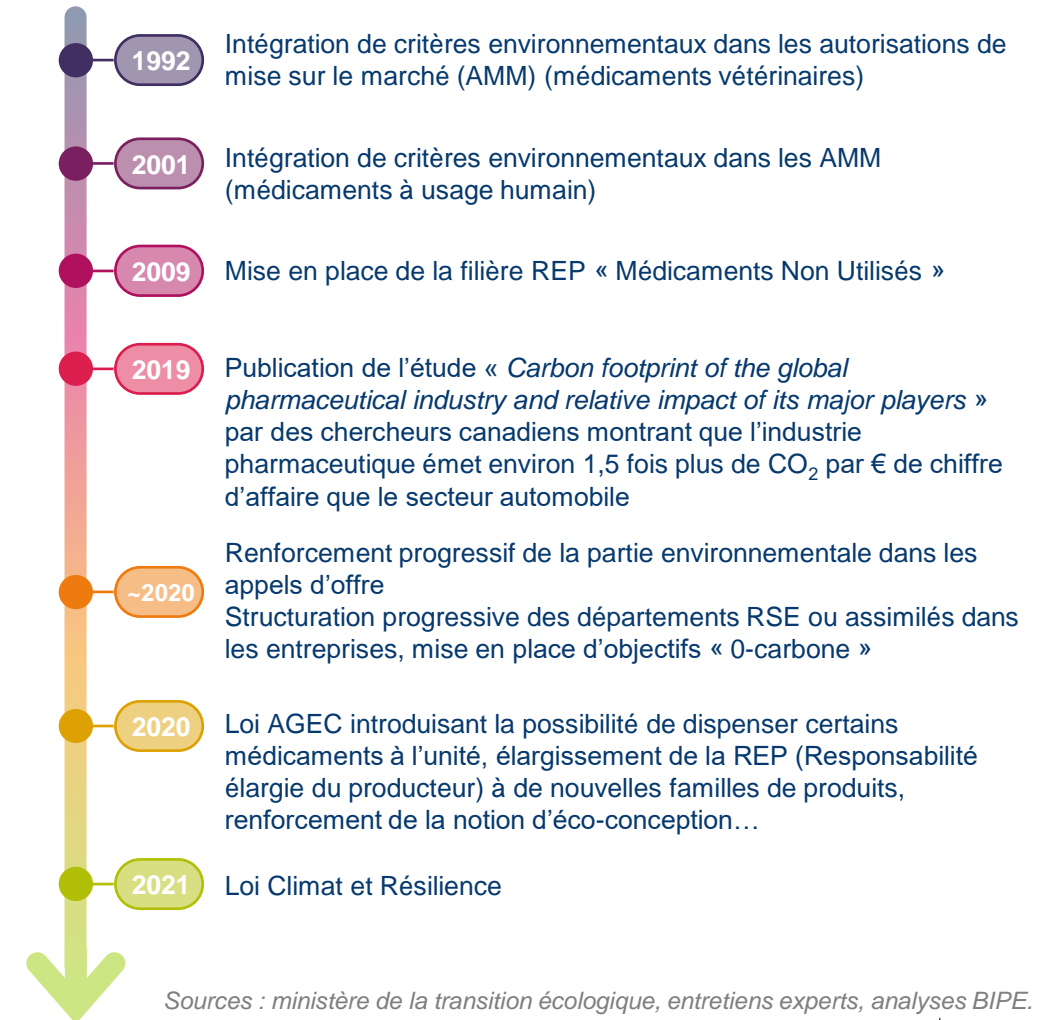 1992
Intégration de critères environnementaux dans les autorisations de
mise sur le marché (AMM) (médicaments vétérinaires)
2001
Intégration de critères environnementaux dans les AMM
(médicaments à usage humain)
2009
Mise en place de la filière REP « Médicaments Non Utilisés »
2019
Publication de l’étude « Carbon footprint of the global
pharmaceutical industry and relative impact of its major players »
par des chercheurs canadiens montrant que l’industrie
pharmaceutique émet environ 1,5 fois plus de CO₂ par € de chiffre
d’affaire que le secteur automobile
~2020
Renforcement progressif de la partie environnementale dans les
appels d’offre
Structuration progressive des départements RSE ou assimilés dans
les entreprises, mise en place d’objectifs « 0-carbone »
2020
Loi AGEC introduisant la possibilité de dispenser certains
médicaments à l’unité, élargissement de la REP (Responsabilité
élargie du producteur) à de nouvelles familles de produits,
renforcement de la notion d’éco-conception…
2021
Loi Climat et Résilience
Sources : ministère de la transition écologique, entretiens experts, analyses BIPE.